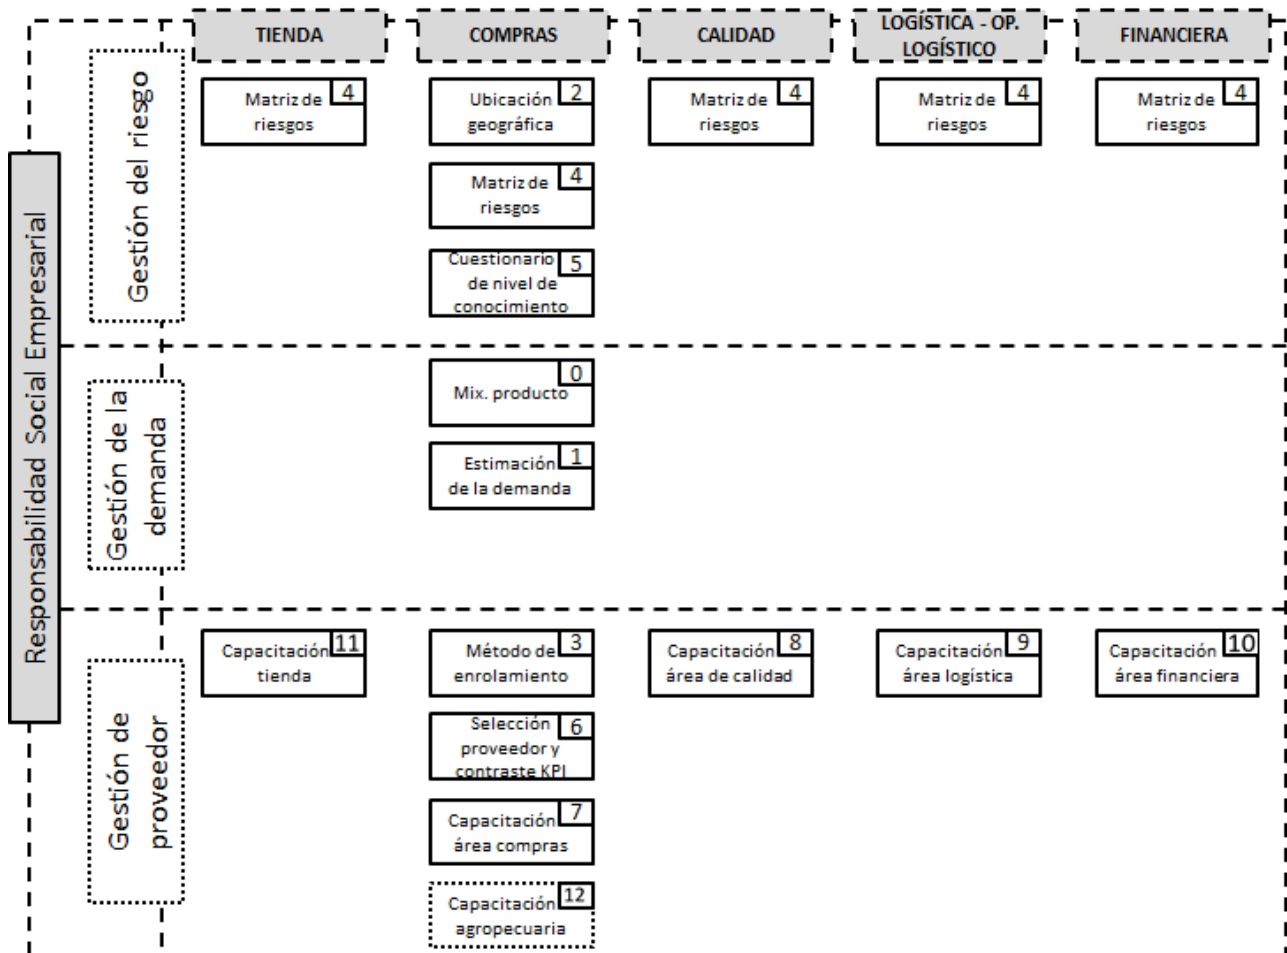 TIENDA
COMPRAS
CALIDAD
LOGÍSTICA - OP.
LOGÍSTICO
FINANCIERA
Responsabilidad Social Empresarial
Gestión del riesgo
Matriz de
riesgos
4
Ubicación
geográfica
2
Matriz de
riesgos
4
Matriz de
riesgos
4
Matriz de
riesgos
4
Matriz de
riesgos
4
Cuestionario
de nivel de
conocimiento
5
Gestión de la
demanda
Mix. producto
0
Estimación
de la demanda
1
Gestión de
proveedor
Capacitación
tienda
11
Método de
enrolamiento
3
Capacitación
área de calidad
8
Capacitación
área logística
9
Capacitación
área financiera
10
Selección
proveedor y
contraste KPI
6
Capacitación
área compras
7
Capacitación
agropecuaria
12